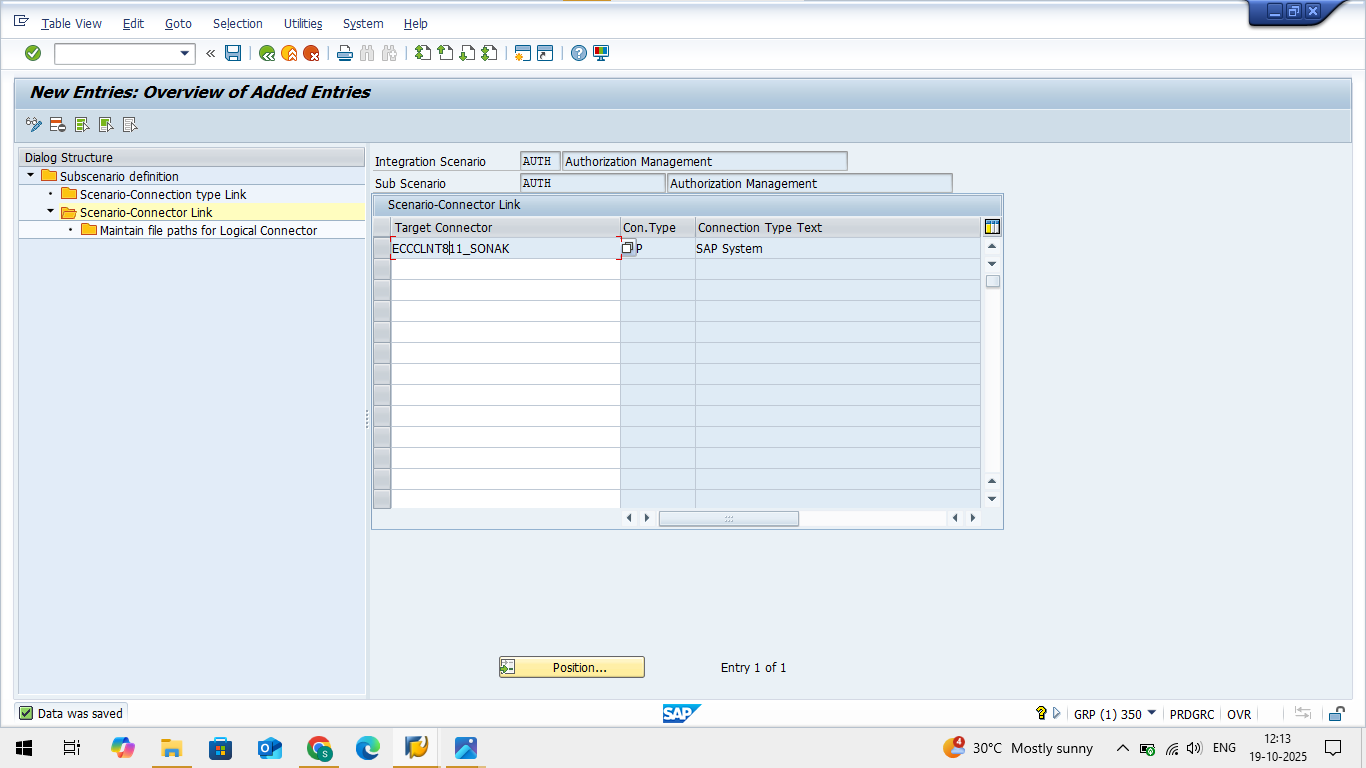 Table View Edit Goto Selection Utilities System Help
New Entries: Overview of Added Entries
Dialog Structure
Subscenario definition
Scenario-Connection type Link
Scenario-Connector Link
Maintain file paths for Logical Connector
Integration Scenario AUTH Authorization Management
Sub Scenario AUTH Authorization Management
Scenario-Connector Link
Target Connector Con.Type Connection Type Text
ECCCLNT811_SONAK P SAP System
Position... Entry 1 of 1
Data was saved SAP GRP (1) 350 PRDGRC OVR
4 30°C Mostly sunny ENG 12:13
19-10-2025